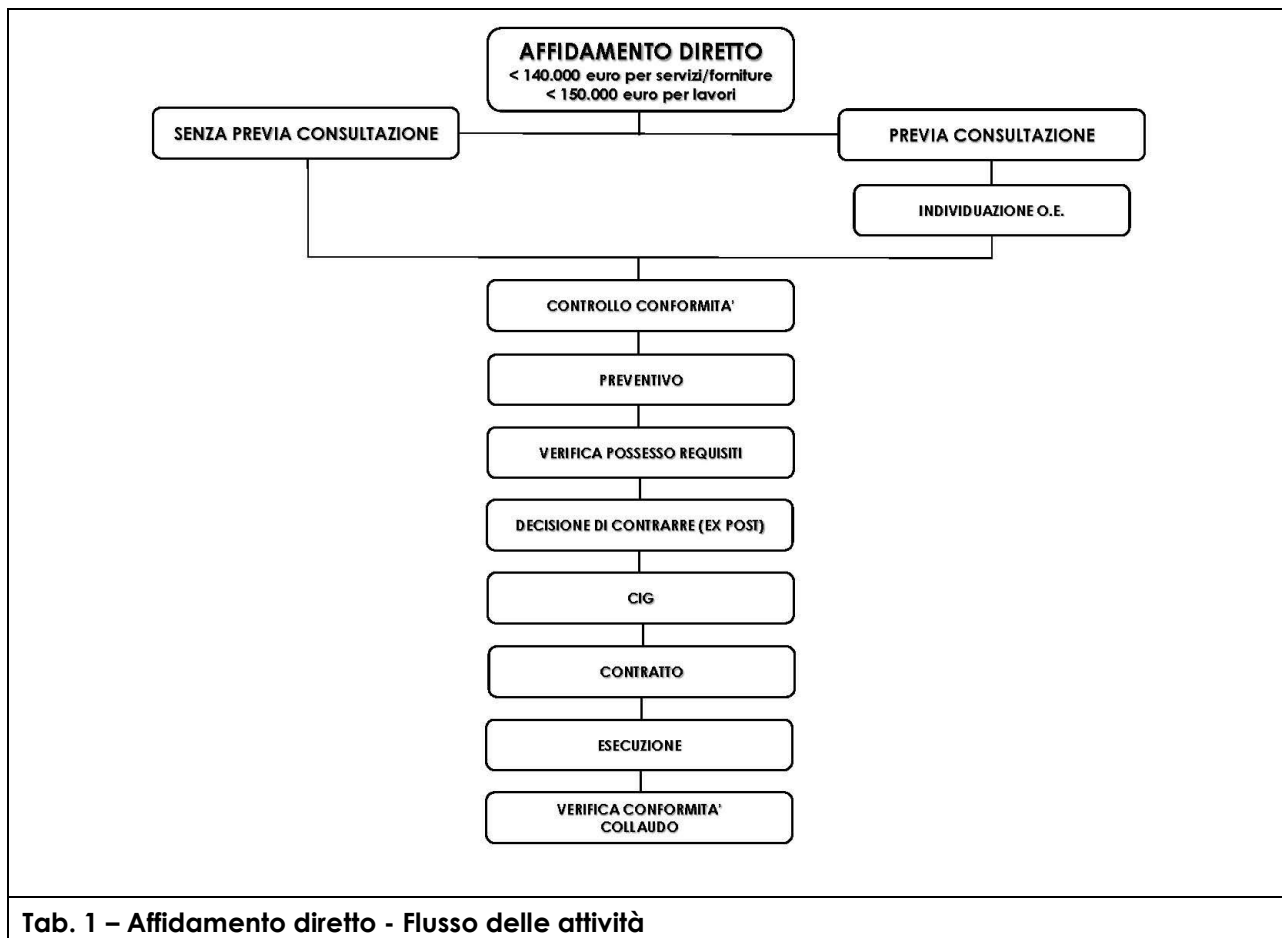 AFFIDAMENTO DIRETTO
< 140.000 euro per servizi/forniture
< 150.000 euro per lavori
SENZA PREVIA CONSULTAZIONE
PREVIA CONSULTAZIONE
INDIVIDUAZIONE O.E.
CONTROLLO CONFORMITA'
PREVENTIVO
VERIFICA POSSESSO REQUISITI
DECISIONE DI CONTRARRE (EX POST)
CIG
CONTRATTO
ESECUZIONE
VERIFICA CONFORMITA'
COLLAUDO
Tab. 1 – Affidamento diretto - Flusso delle attività